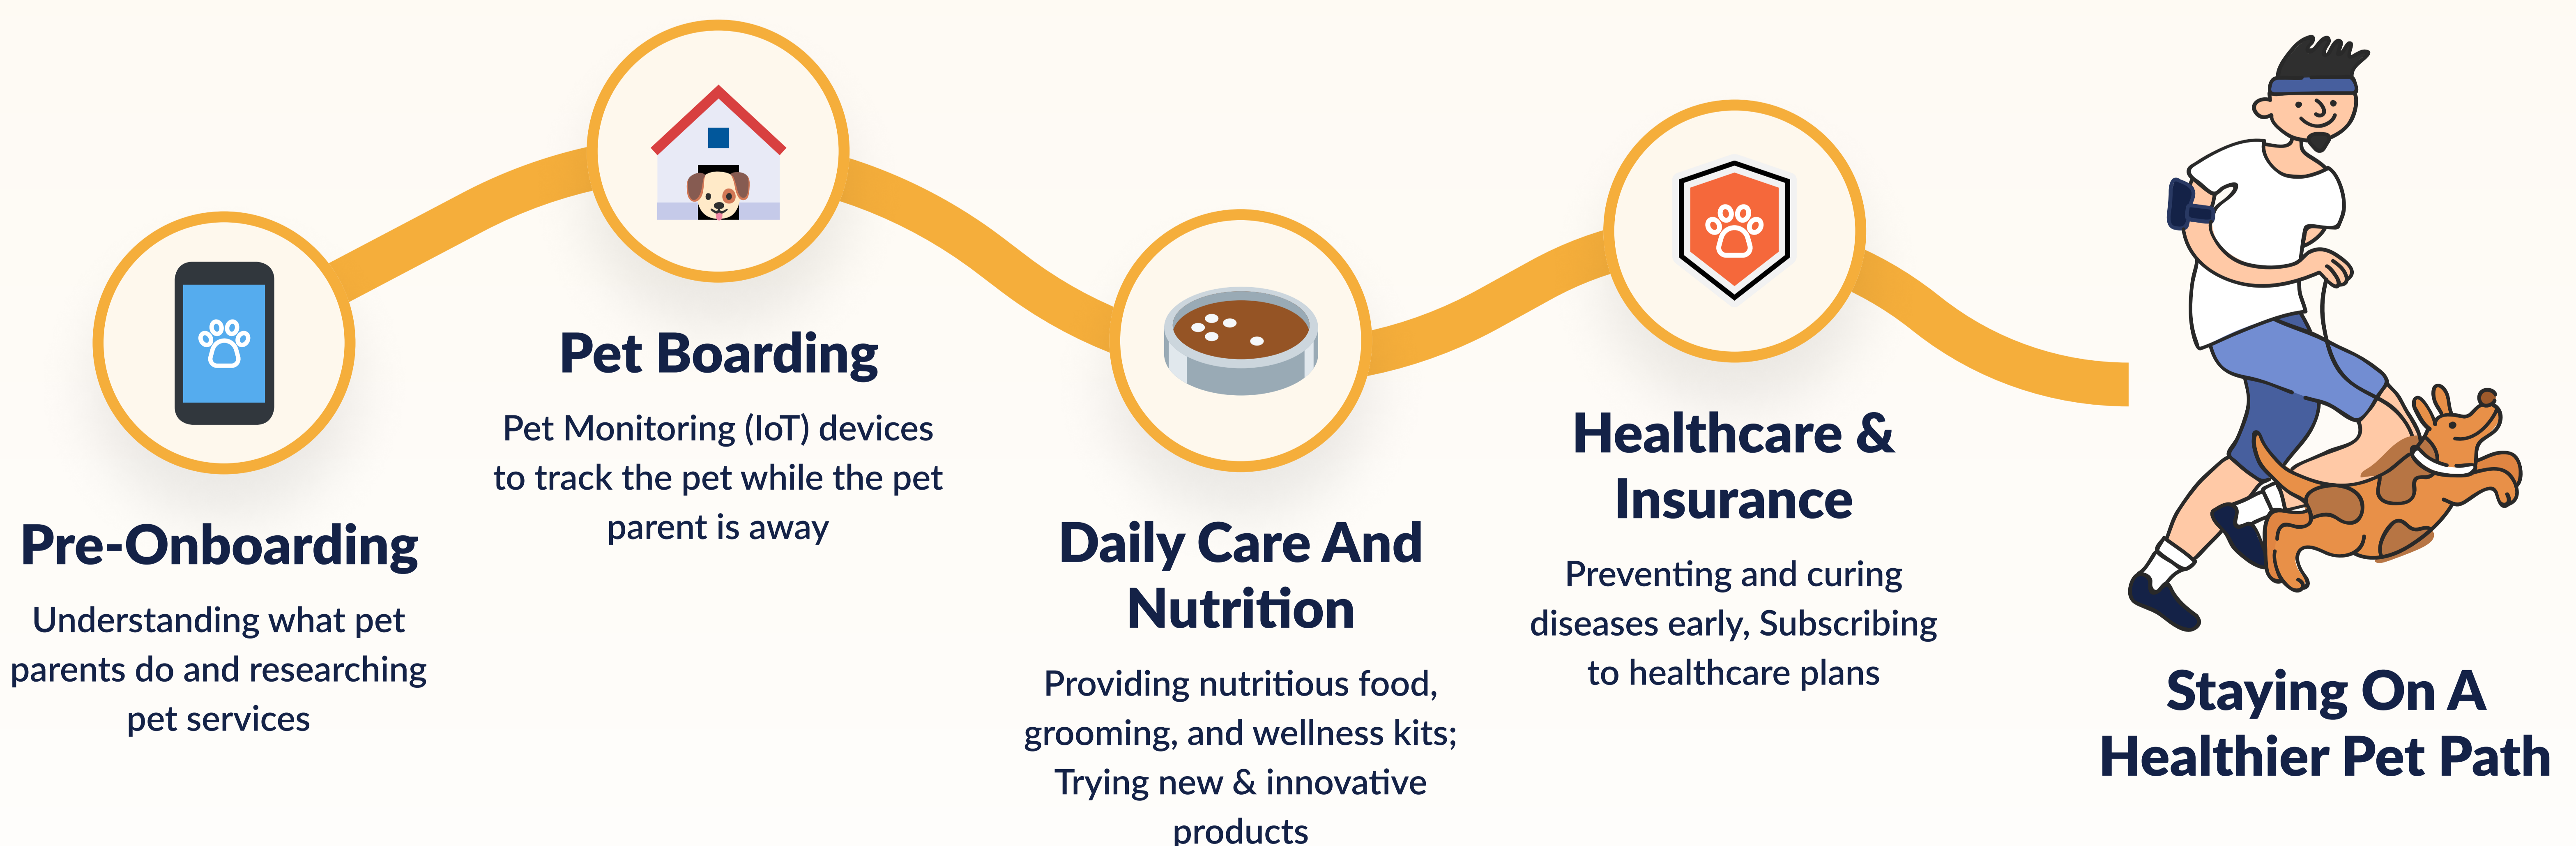 Pre-Onboarding
Understanding what pet
parents do and researching
pet services
Pet Boarding
Pet Monitoring (IoT) devices
to track the pet while the pet
parent is away
Daily Care And
Nutrition
Providing nutritious food,
grooming, and wellness kits;
Trying new & innovative
products
Healthcare &
Insurance
Preventing and curing
diseases early, Subscribing
to healthcare plans
Staying On A
Healthier Pet Path